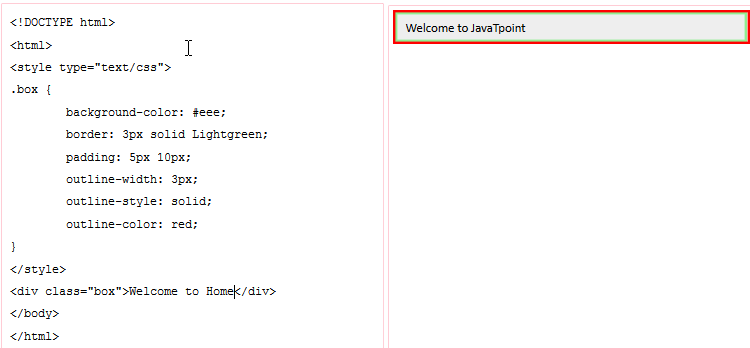 <!DOCTYPE html>
<html>
<style type="text/css">
.box {
background-color: #eee;
border: 3px solid Lightgreen;
padding: 5px 10px;
outline-width: 3px;
outline-style: solid;
outline-color: red;
}
</style>
<div class="box">Welcome to Home</div>
</body>
</html>
Welcome to JavaTpoint